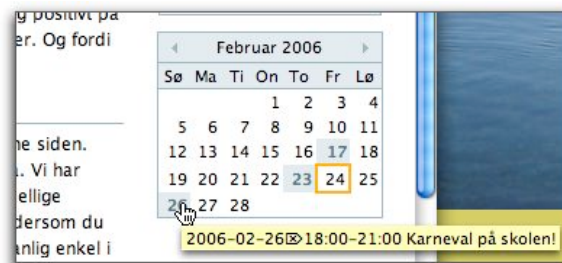 g positivt på
er. Og fordi
Februar 2006
Sø Ma Ti On To Fr Lø
1 2 3 4
5 6 7 8 9 10 11
12 13 14 15 16 17 18
19 20 21 22 23 24 25
26 27 28
ne siden.
. Vi har
ellige
dersom du
anlig enkel i
2006-02-26⌦18:00-21:00 Karneval på skolen!